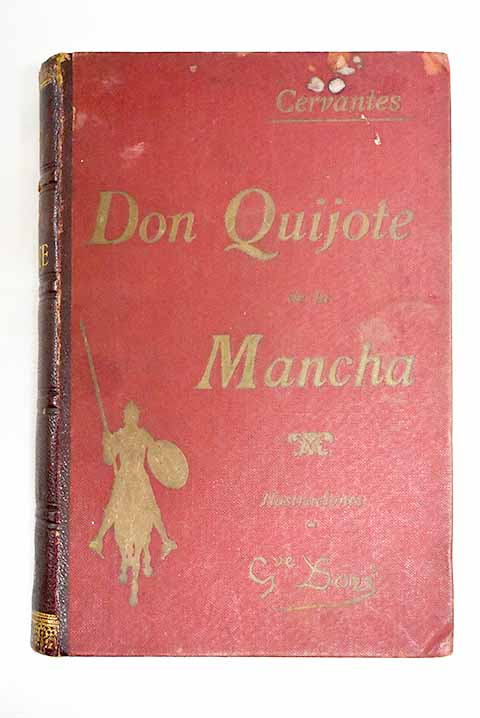 Cervantes
Don Quijote
de la
Mancha
Ilustraciones
de
Gve Doré